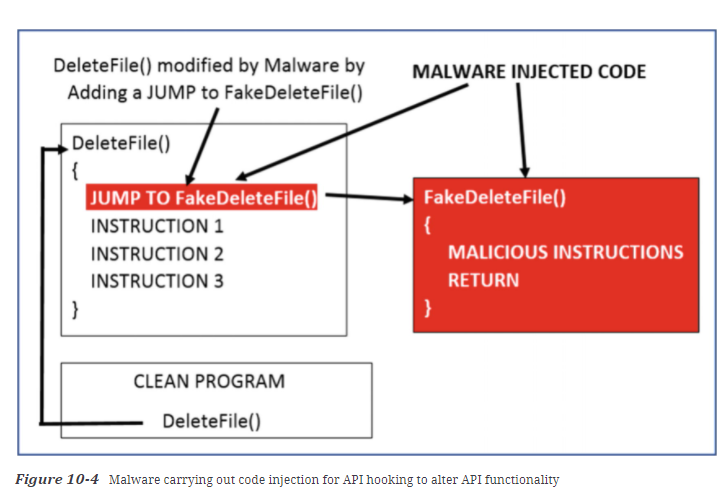 DeleteFile() modified by Malware by
Adding a JUMP to FakeDeleteFile()
MALWARE INJECTED CODE
DeleteFile()
{
JUMP TO FakeDeleteFile()
INSTRUCTION 1
INSTRUCTION 2
INSTRUCTION 3
}
FakeDeleteFile()
{
MALICIOUS INSTRUCTIONS
RETURN
}
CLEAN PROGRAM
DeleteFile()
Figure 10-4 Malware carrying out code injection for API hooking to alter API functionality